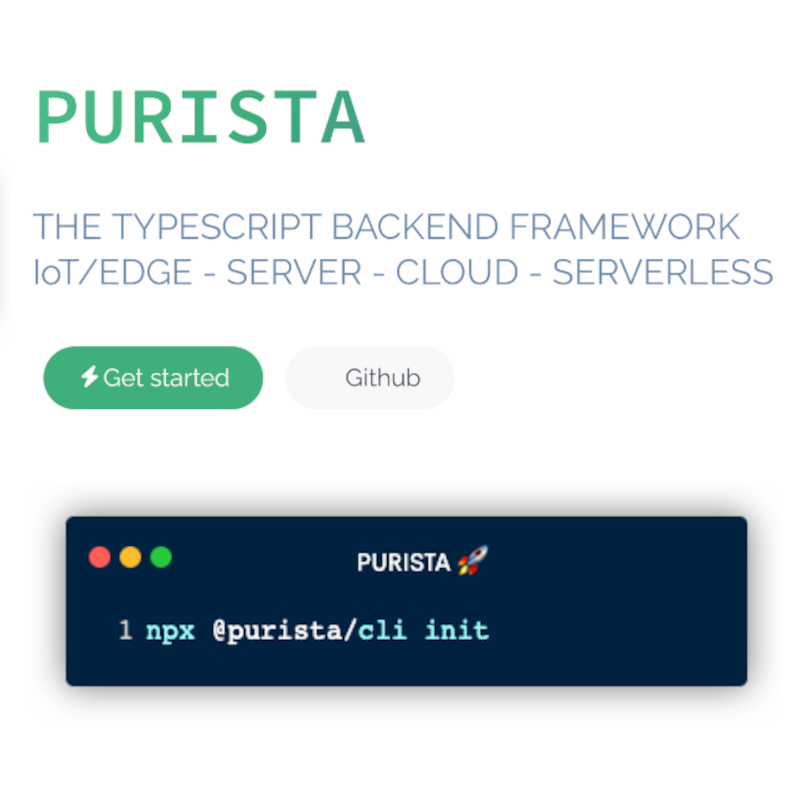 PURISTA
THE TYPESCRIPT BACKEND FRAMEWORK
IoT/EDGE - SERVER - CLOUD - SERVERLESS
Get started
Github
PURISTA 🚀
1 npx @purista/cli init